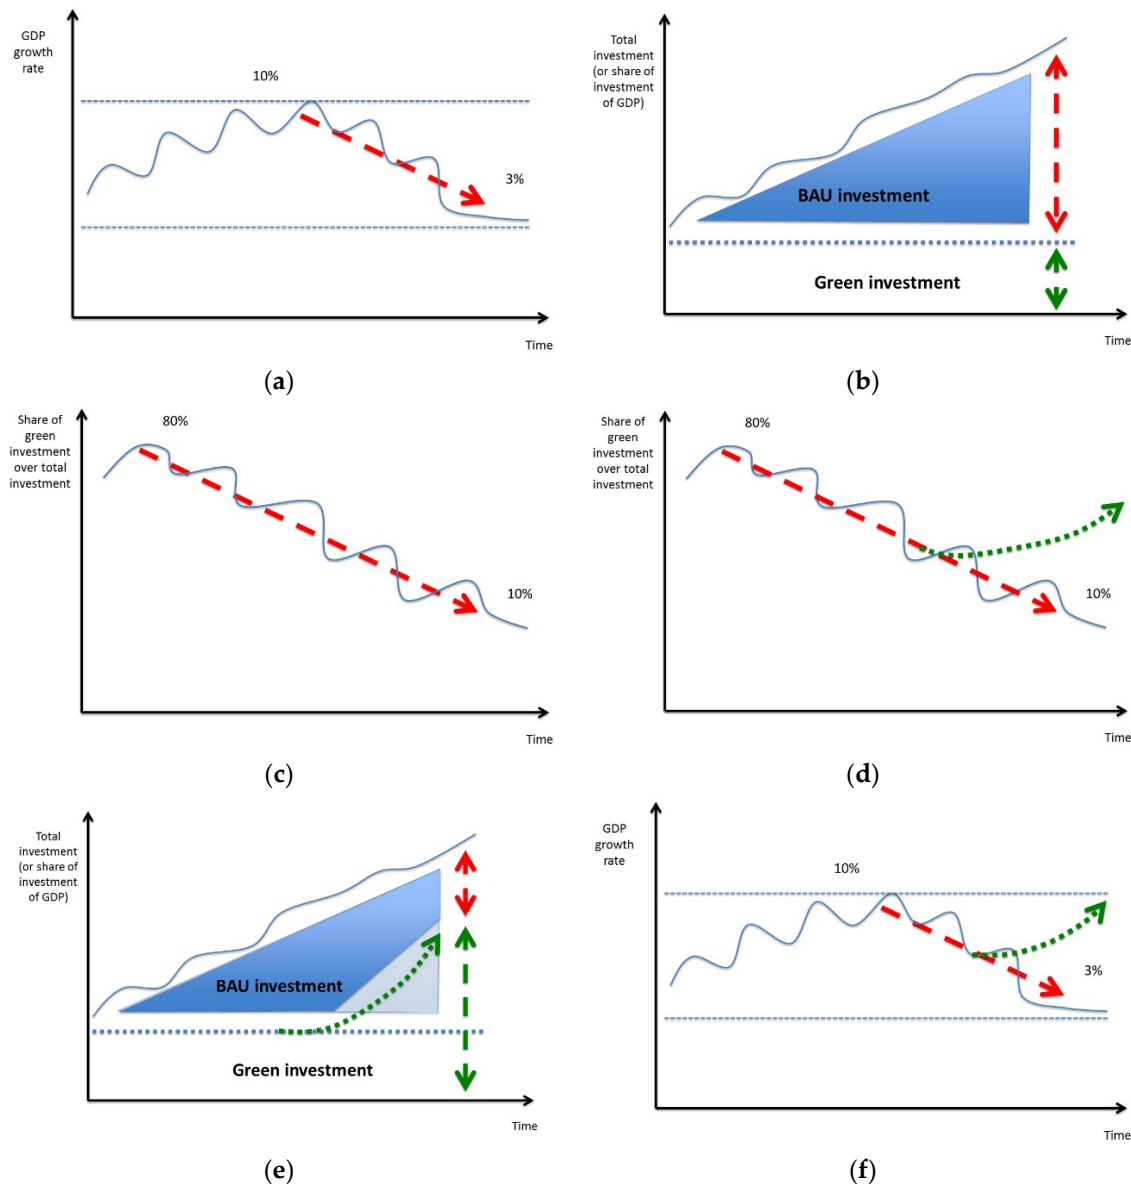 GDP
growth
rate
10%
3%
Time
(a)
Total
investment
(or share of
investment
of GDP)
BAU investment
Green investment
Time
(b)
Share of
green
investment
over total
investment
80%
10%
Time
(c)
Share of
green
investment
over total
investment
80%
10%
Time
(d)
Total
investment
(or share of
investment
of GDP)
BAU investment
Green investment
Time
(e)
GDP
growth
rate
10%
3%
Time
(f)